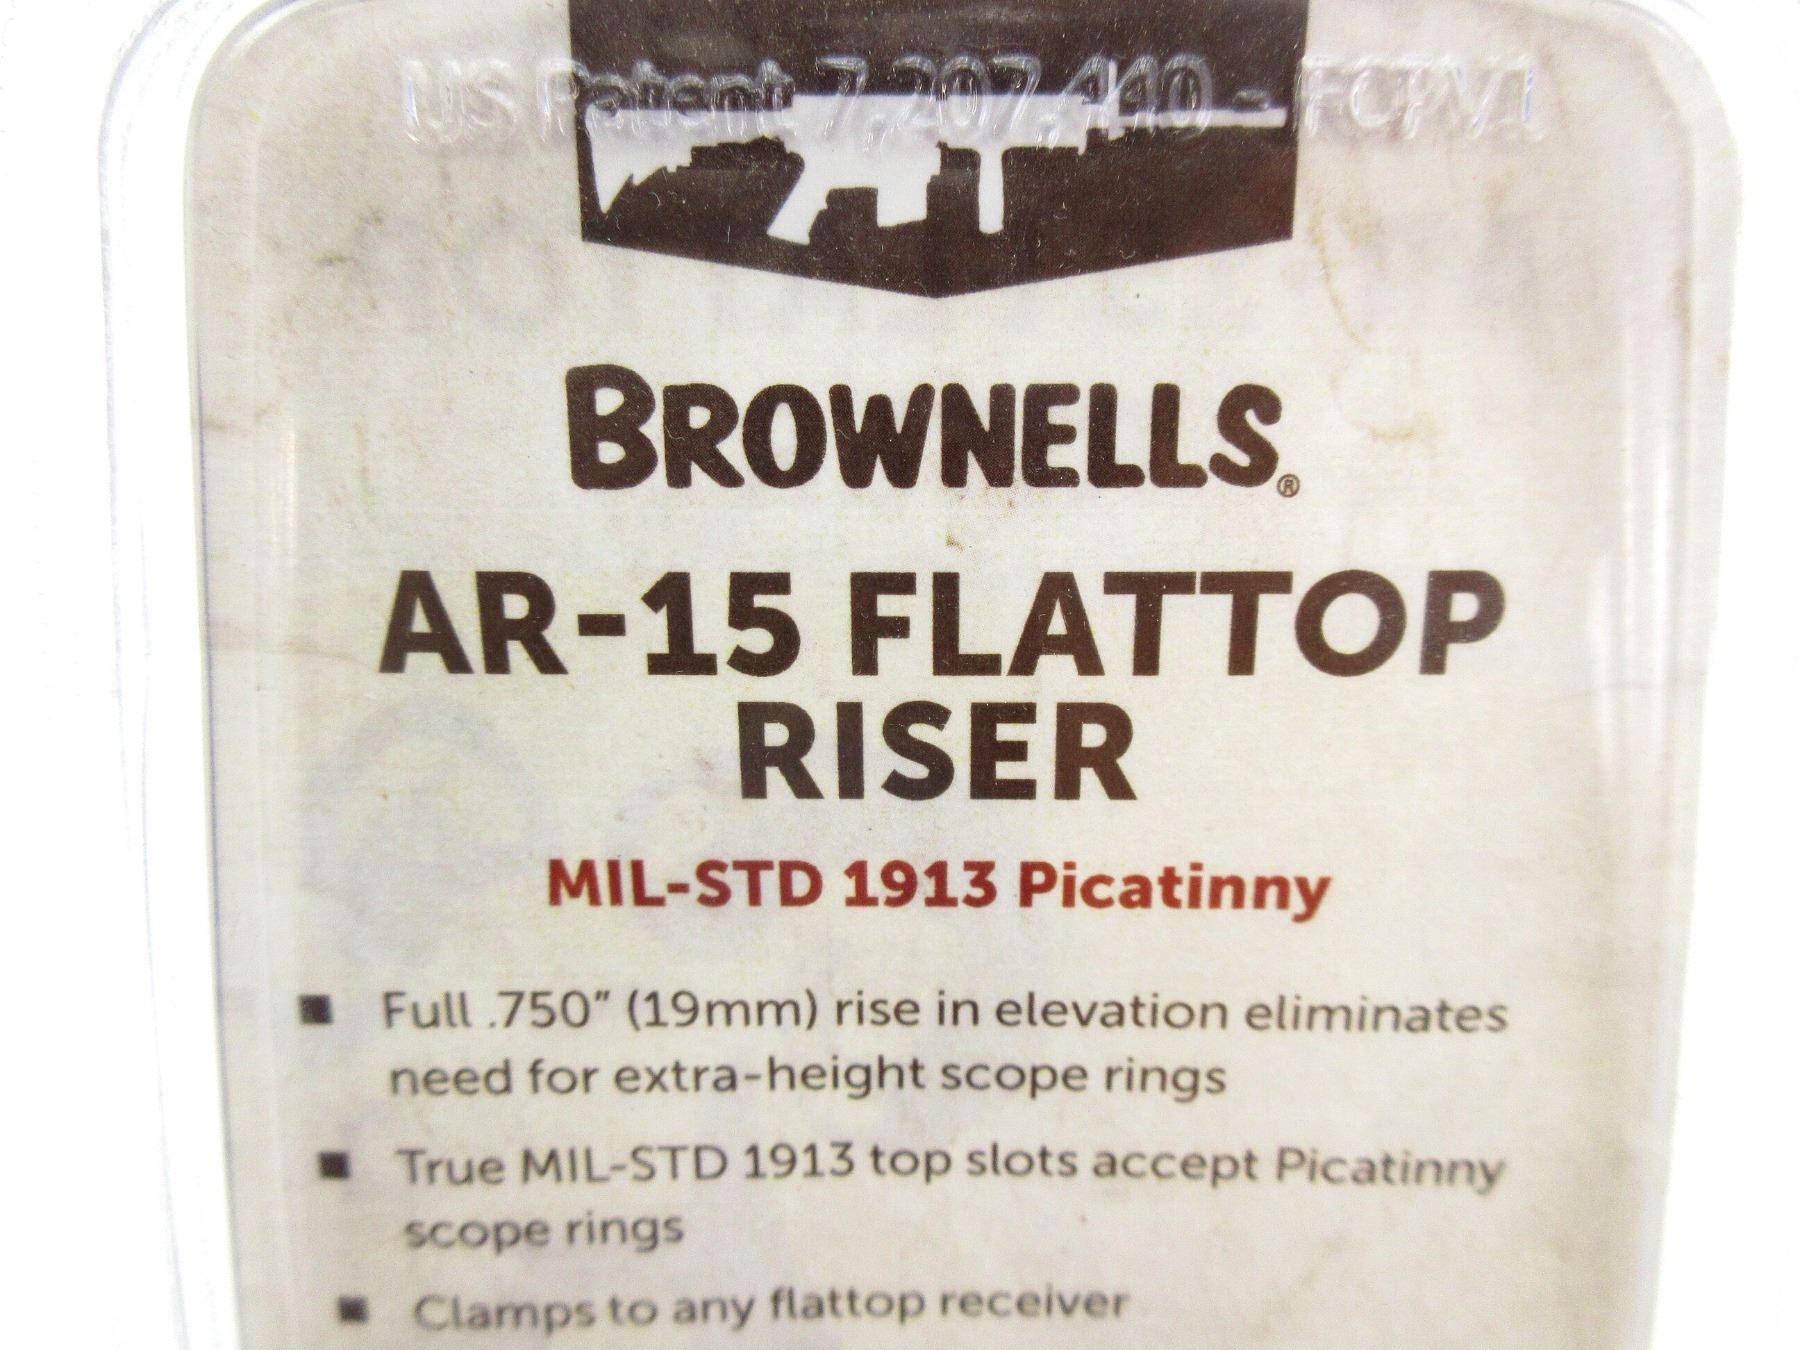 US Patent 7,207,440 - FCPV1
BROWNELLS®
AR-15 FLATTOP
RISER
MIL-STD 1913 Picatinny
■ Full .750" (19mm) rise in elevation eliminates
need for extra-height scope rings
■ True MIL-STD 1913 top slots accept Picatinny
scope rings
■ Clamps to any flattop receiver